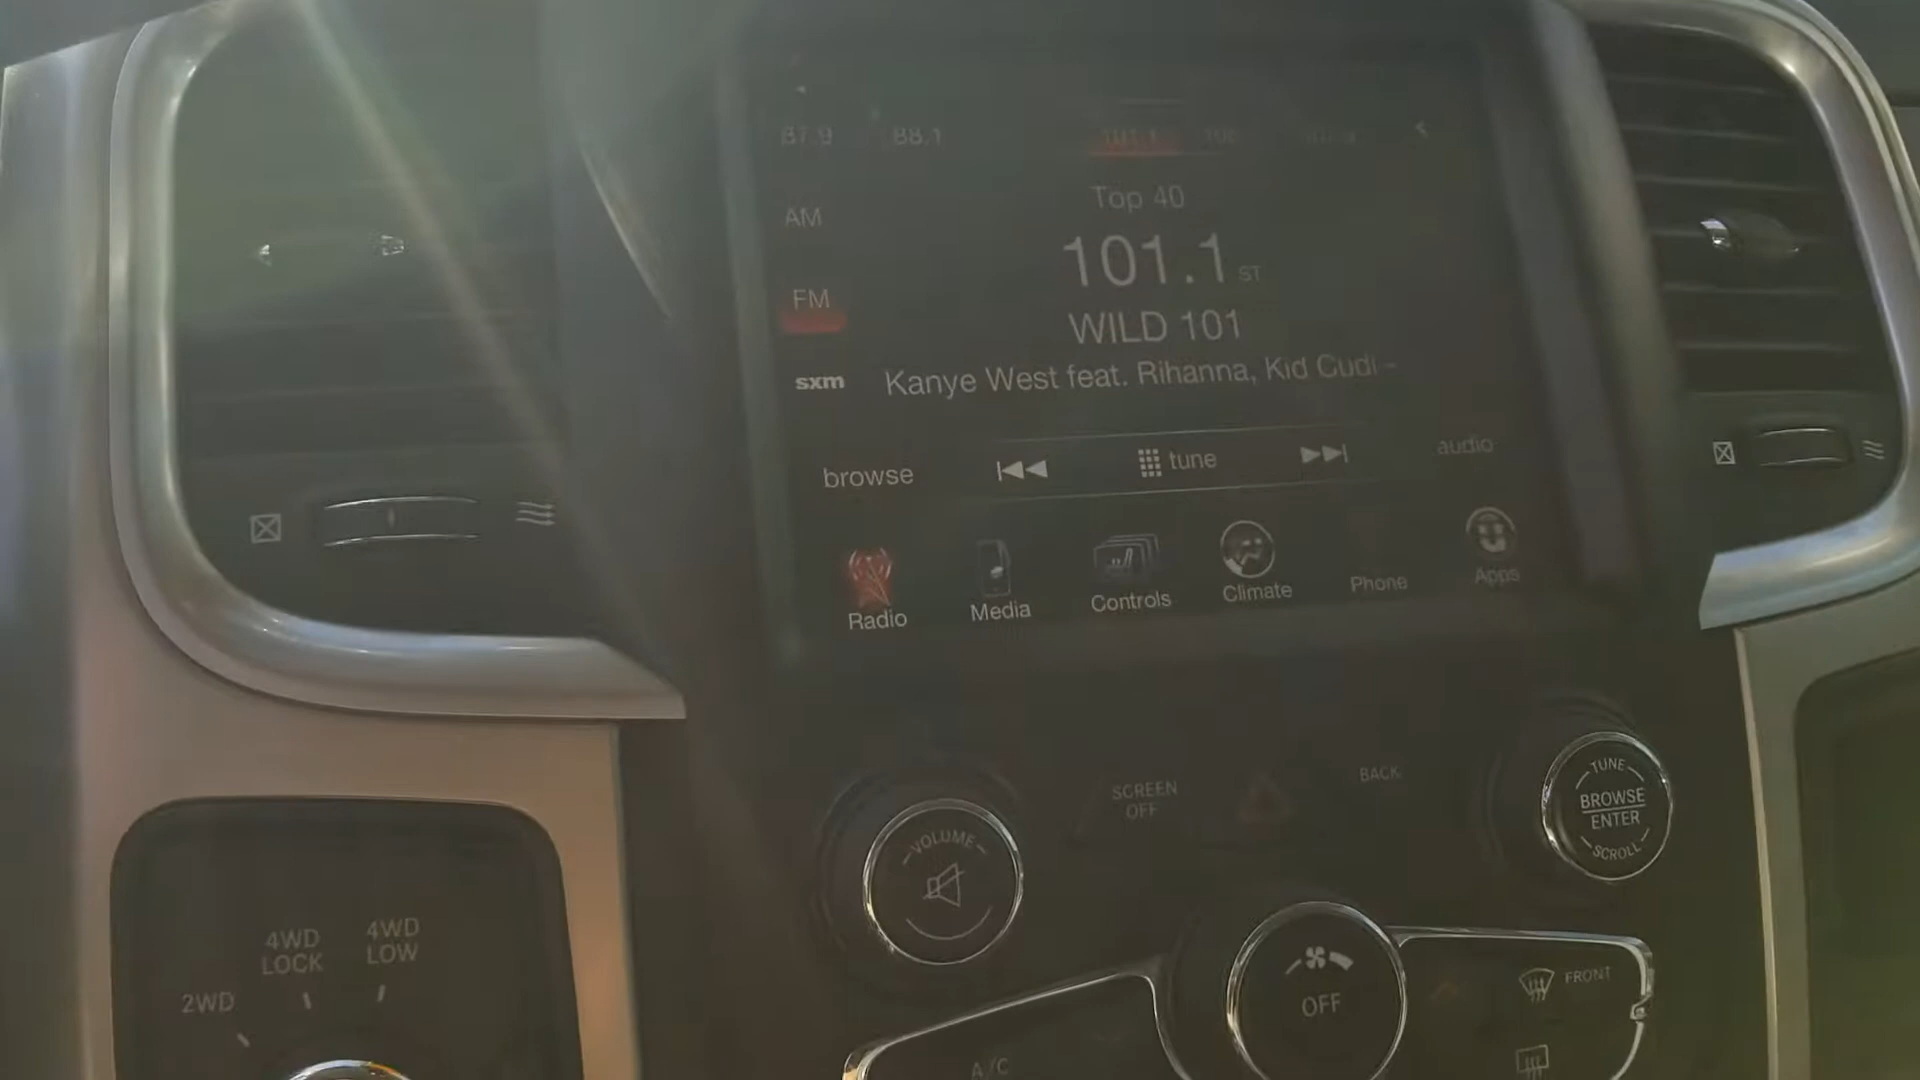 87.9 88.1 101.1
Top 40
AM
101.1 ST
FM
WILD 101
sxm Kanye West feat. Rihanna, Kid Cudi -
browse tune audio
Radio Media Controls Climate Phone Apps
SCREEN
OFF
BACK
TUNE
BROWSE
ENTER
SCROLL
VOLUME
4WD
LOCK
4WD
LOW
2WD
OFF
FRONT
A/C